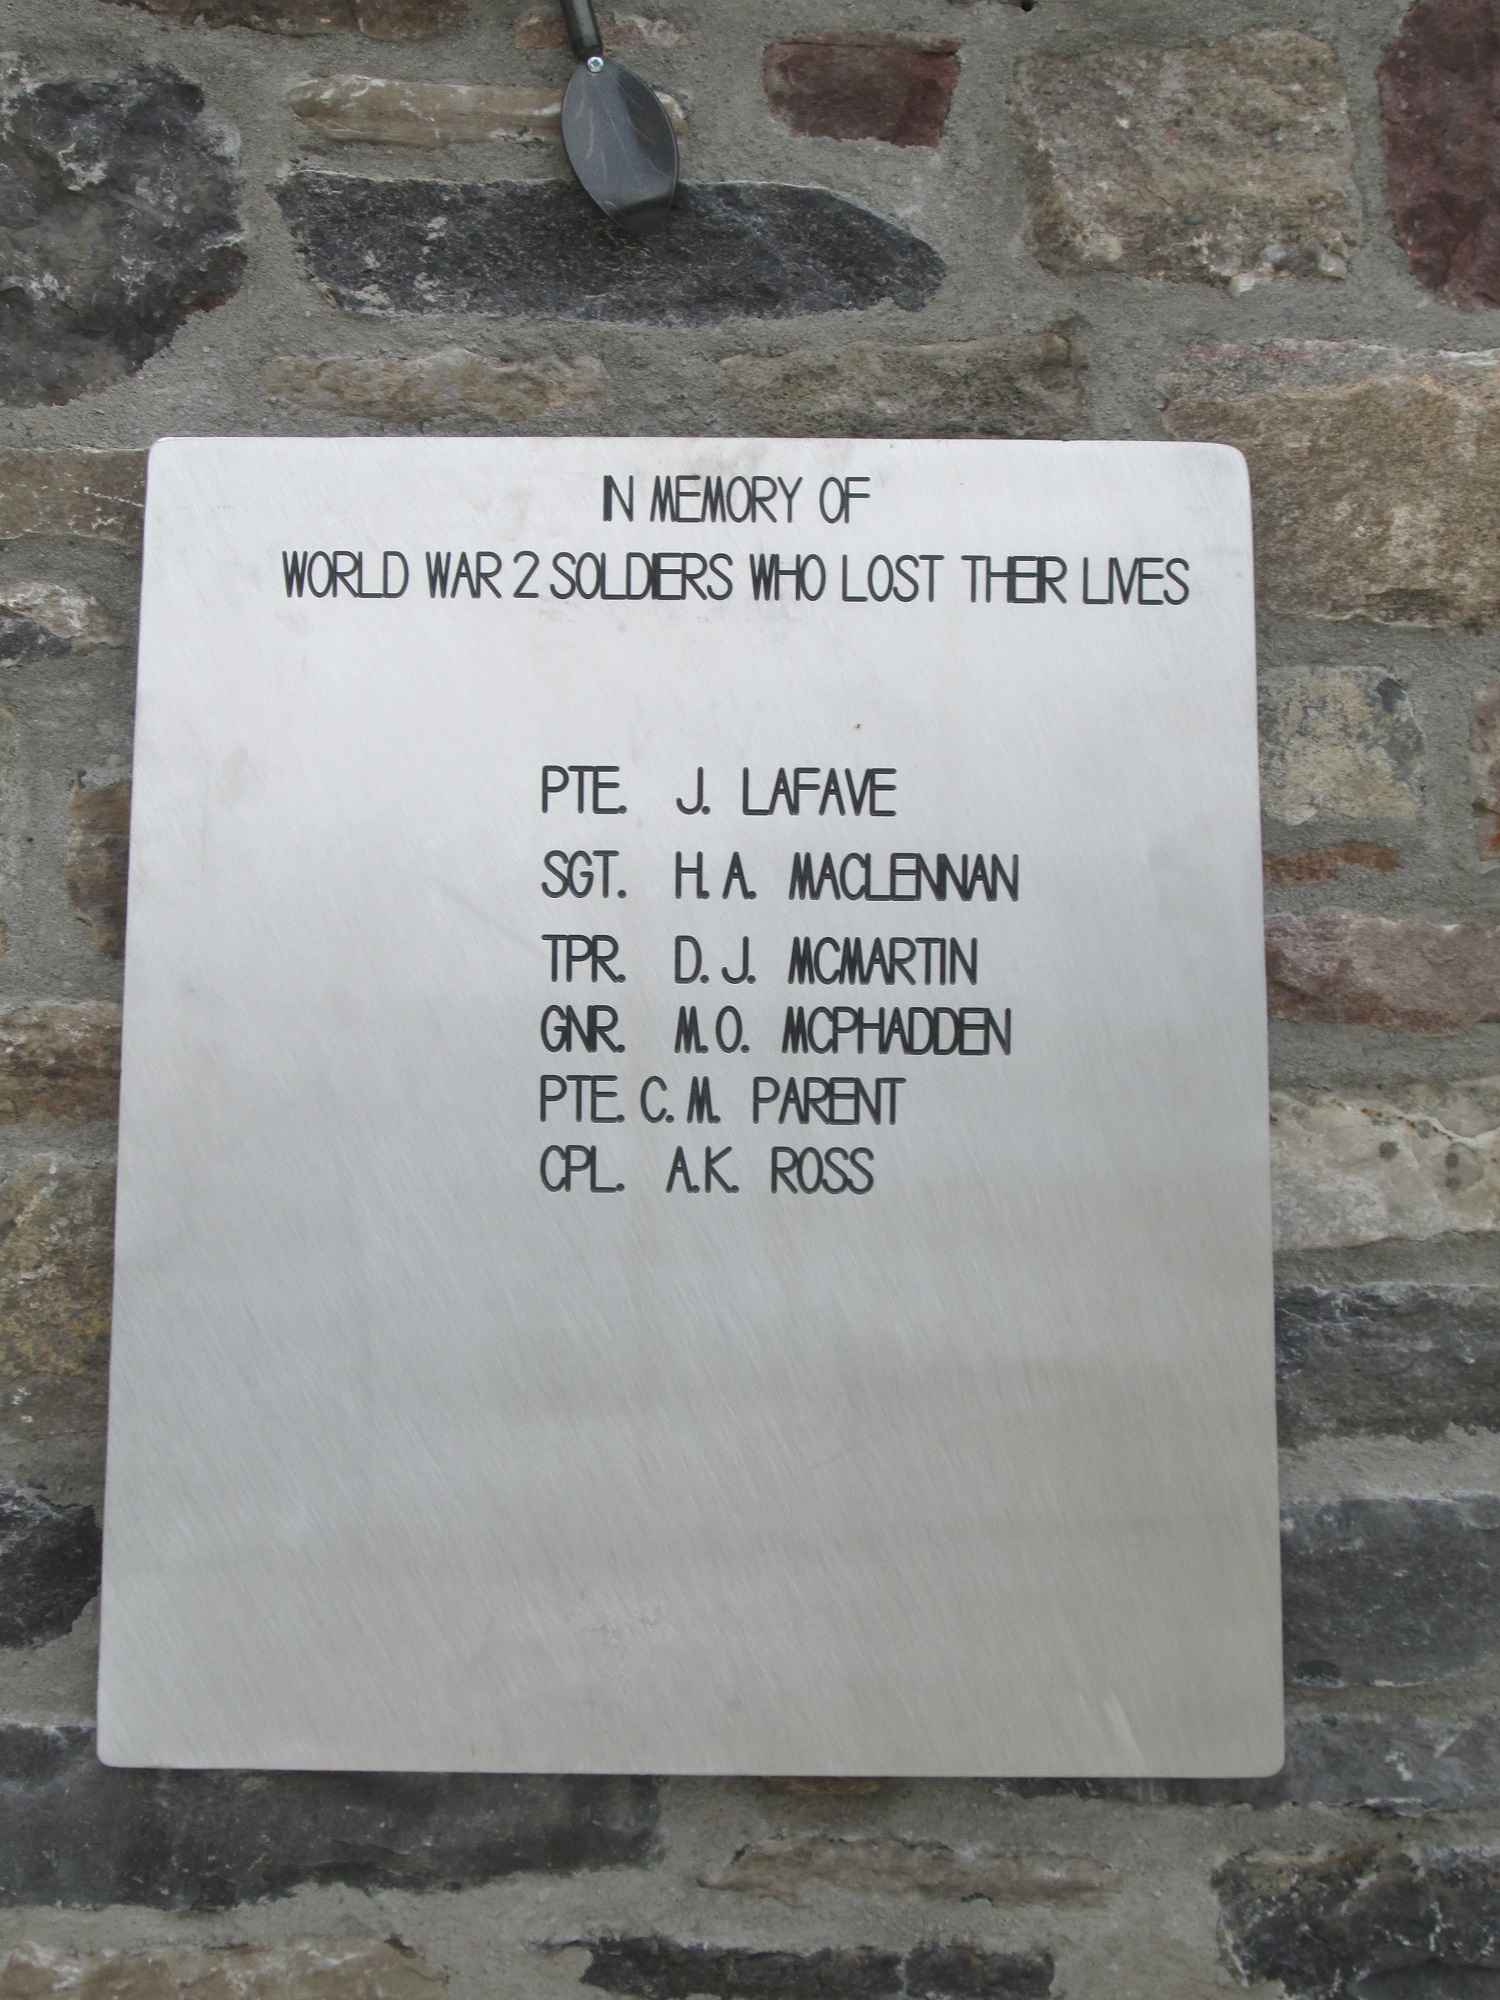 IN MEMORY OF
WORLD WAR 2 SOLDIERS WHO LOST THEIR LIVES
PTE. J. LAFAVE
SGT. H. A. MACLENNAN
TPR. D. J. MCMARTIN
GNR. M. O. MCPHADDEN
PTE. C. M. PARENT
CPL. A. K. ROSS